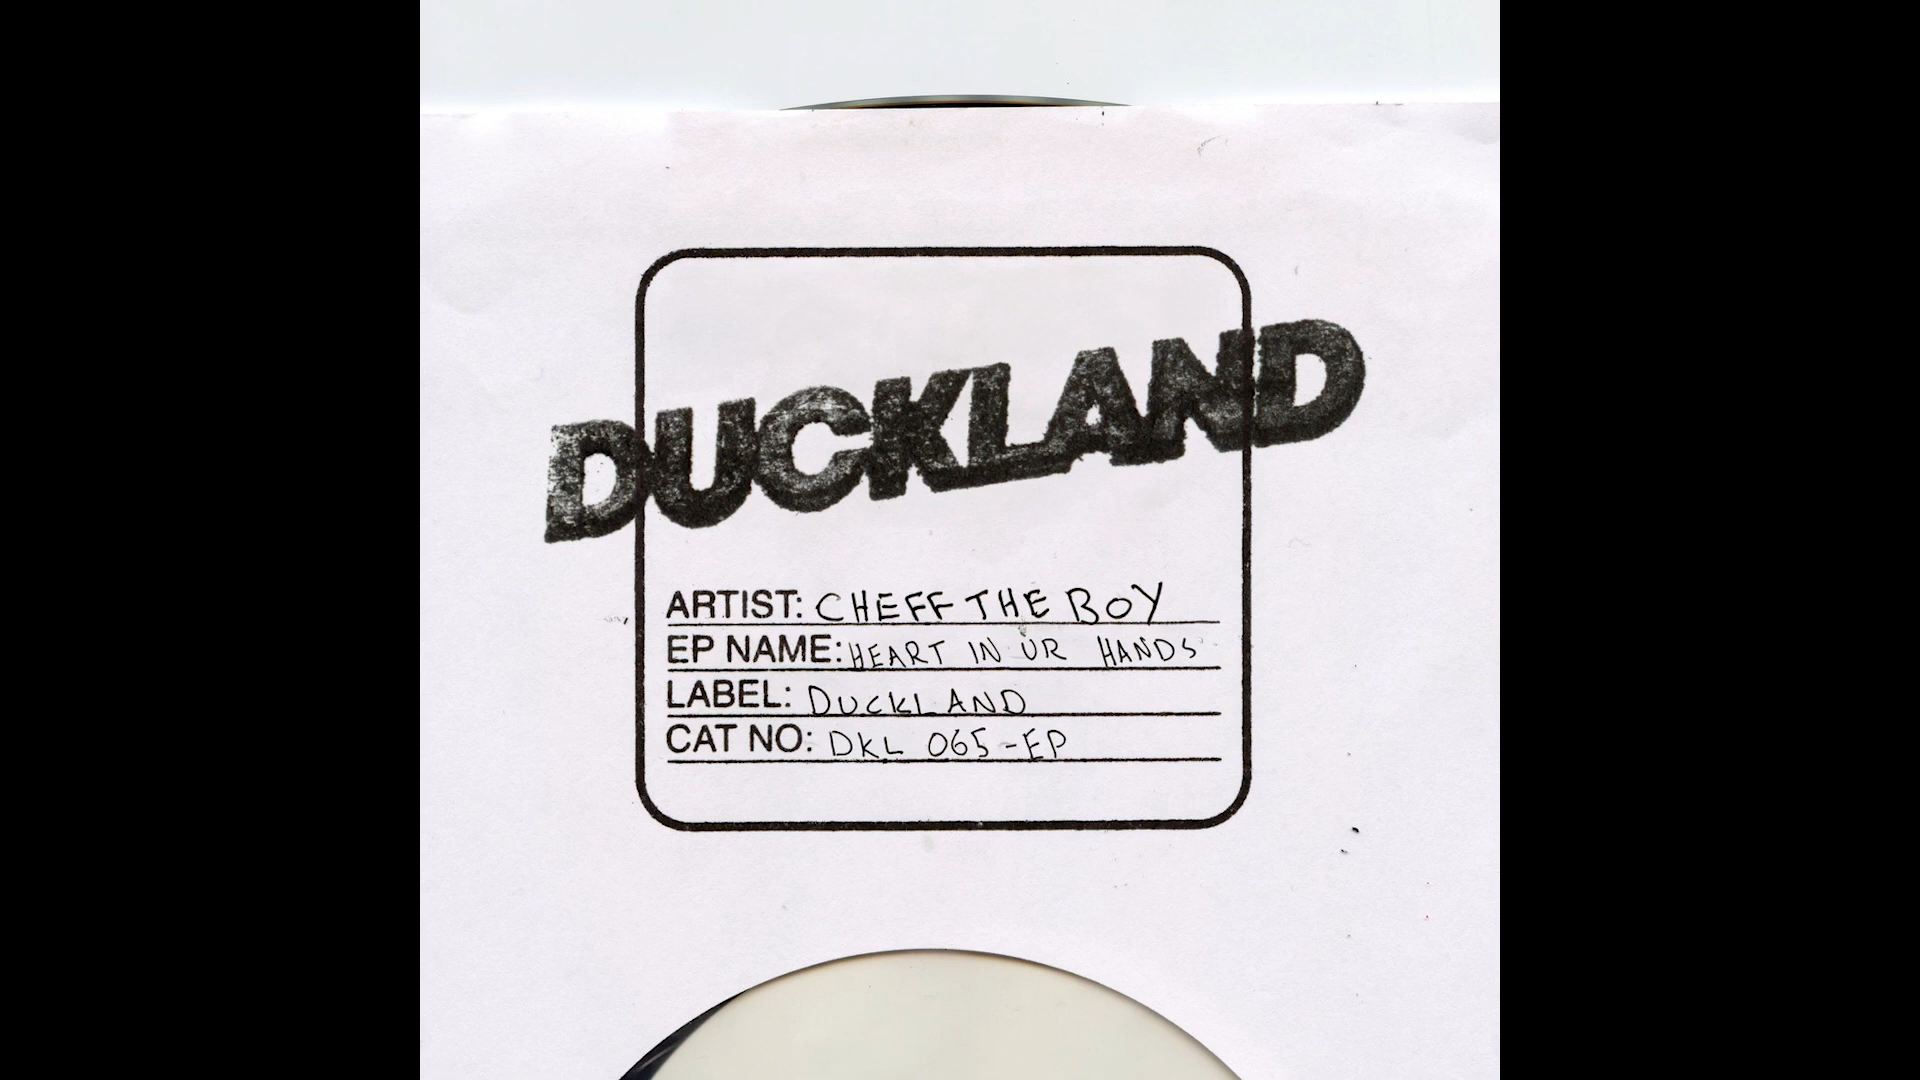 DUCKLAND
ARTIST: CHEFF THE BOY
EP NAME: HEART IN UR HANDS
LABEL: DUCKLAND
CAT NO: DKL 065-EP